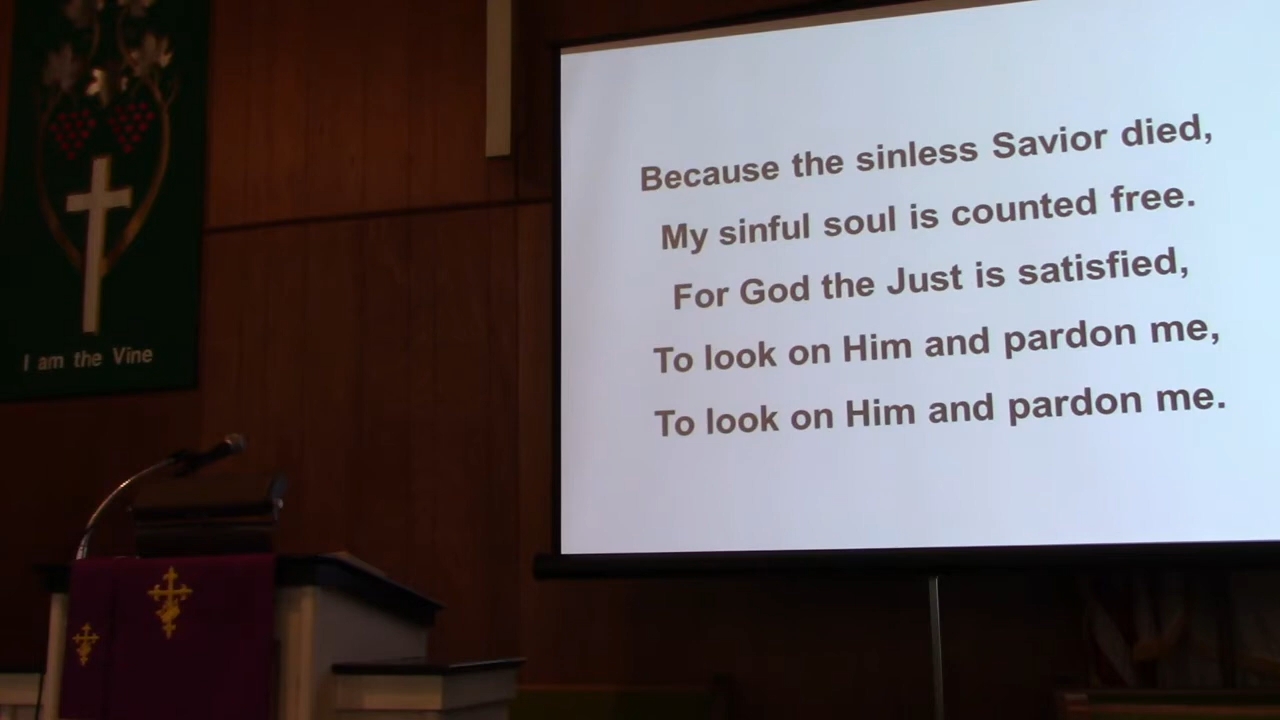 I am the Vine
Because the sinless Savior died,
My sinful soul is counted free.
For God the Just is satisfied,
To look on Him and pardon me,
To look on Him and pardon me.